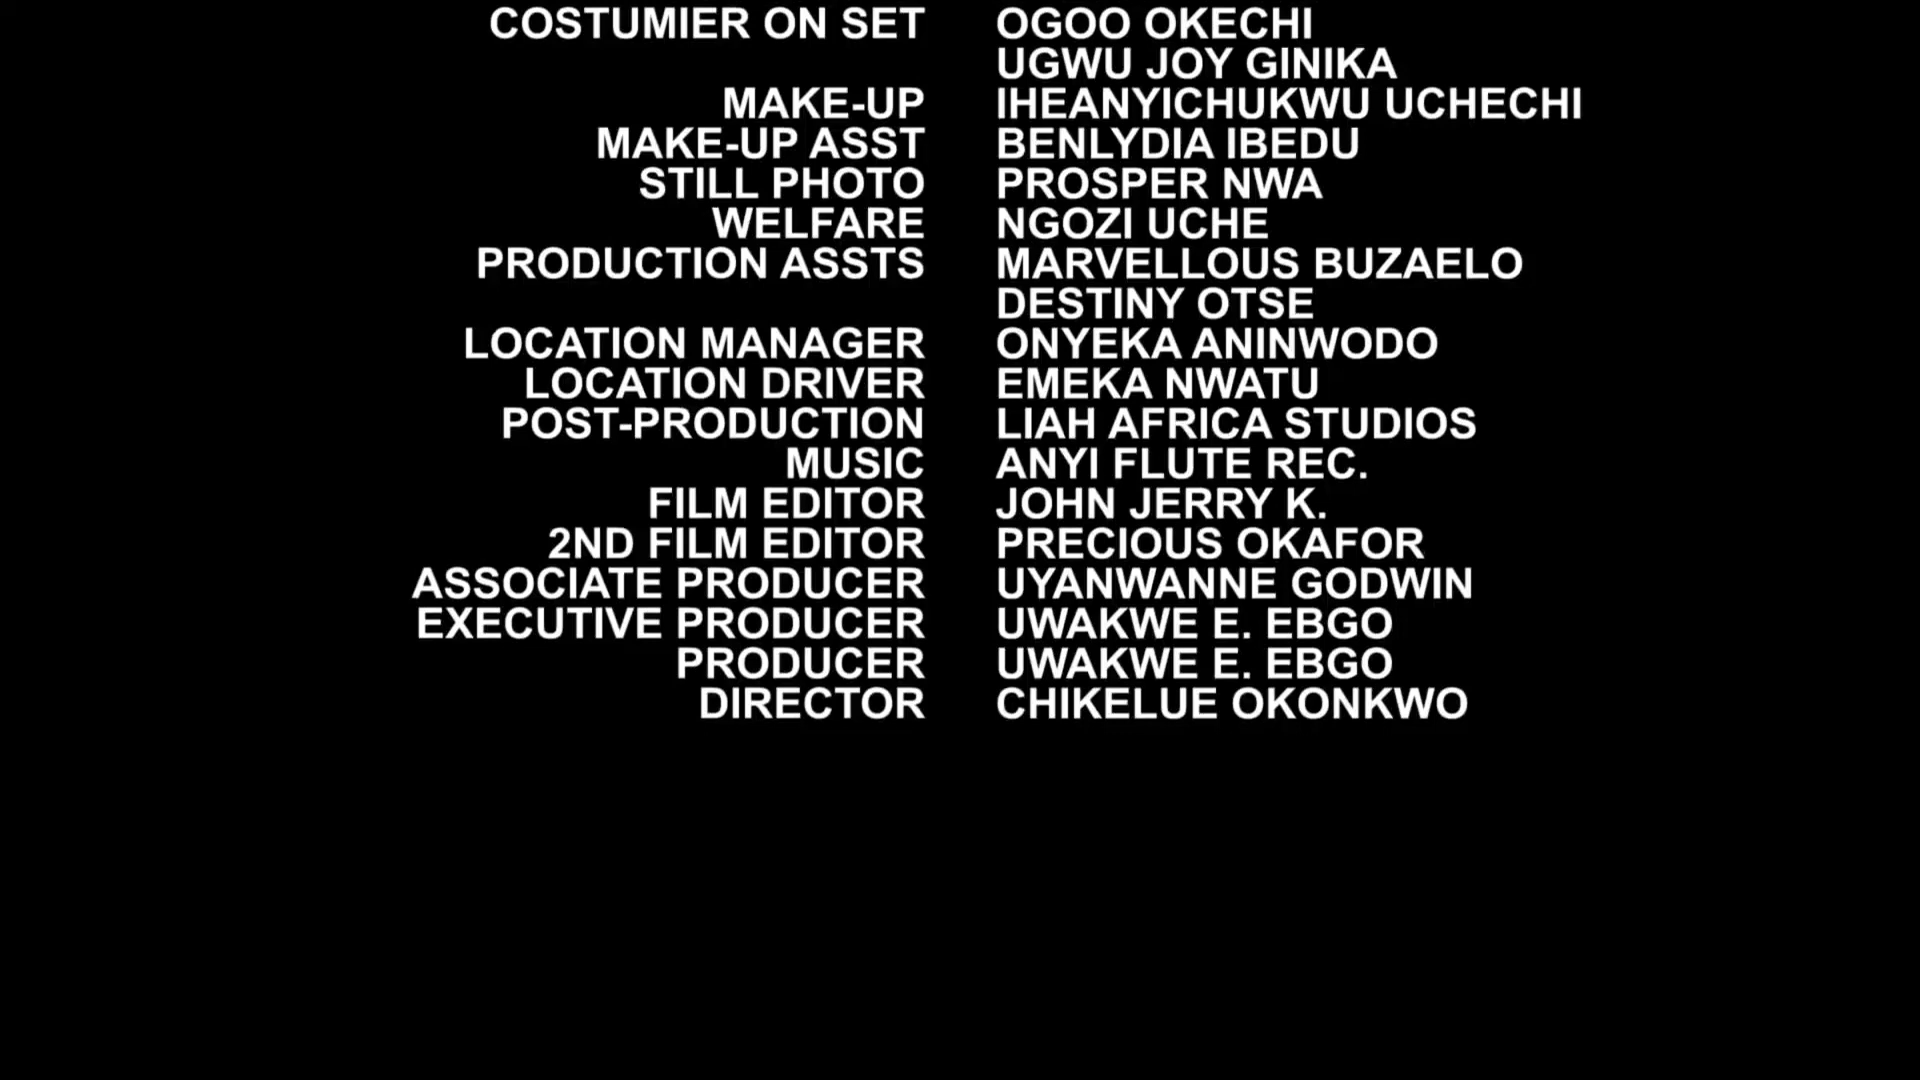 COSTUMIER ON SET OGOO OKECHI
UGWU JOY GINIKA
MAKE-UP IHEANYICHUKWU UCHECHI
MAKE-UP ASST BENLYDIA IBEDU
STILL PHOTO PROSPER NWA
WELFARE NGOZI UCHE
PRODUCTION ASSTS MARVELLOUS BUZAELO
DESTINY OTSE
LOCATION MANAGER ONYEKA ANINWODO
LOCATION DRIVER EMEKA NWATU
POST-PRODUCTION LIAH AFRICA STUDIOS
MUSIC ANYI FLUTE REC.
FILM EDITOR JOHN JERRY K.
2ND FILM EDITOR PRECIOUS OKAFOR
ASSOCIATE PRODUCER UYANWANNE GODWIN
EXECUTIVE PRODUCER UWAKWE E. EBGO
PRODUCER UWAKWE E. EBGO
DIRECTOR CHIKELUE OKONKWO